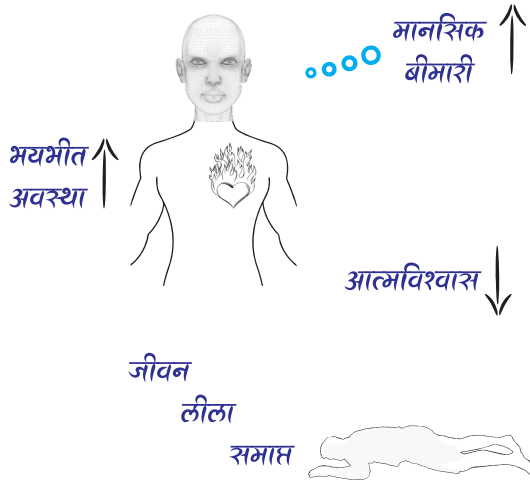 मानसिक
बीमारी
भयभीत
अवस्था
आत्मविश्वास
जीवन
लीला
समाप्त